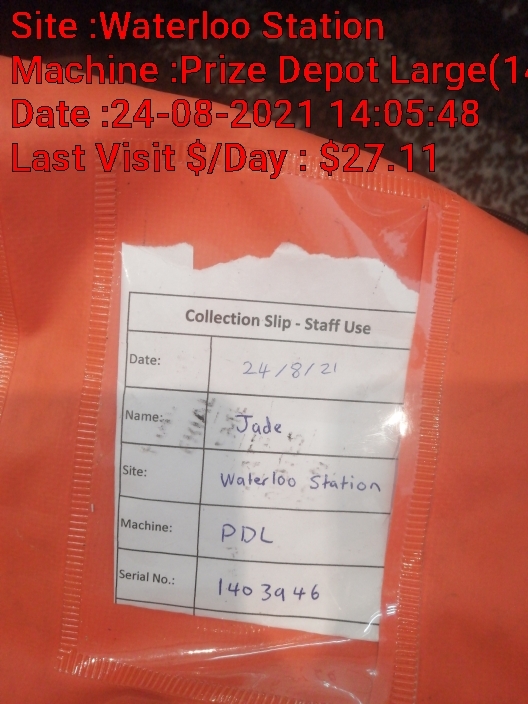 Site :Waterloo Station
Machine :Prize Depot Large(14
Date :24-08-2021 14:05:48
Last Visit $/Day : $27.11
Collection Slip - Staff Use
Date: 24/8/21
Name: Jade
Site: Waterloo Station
Machine: PDL
Serial No.: 1403946